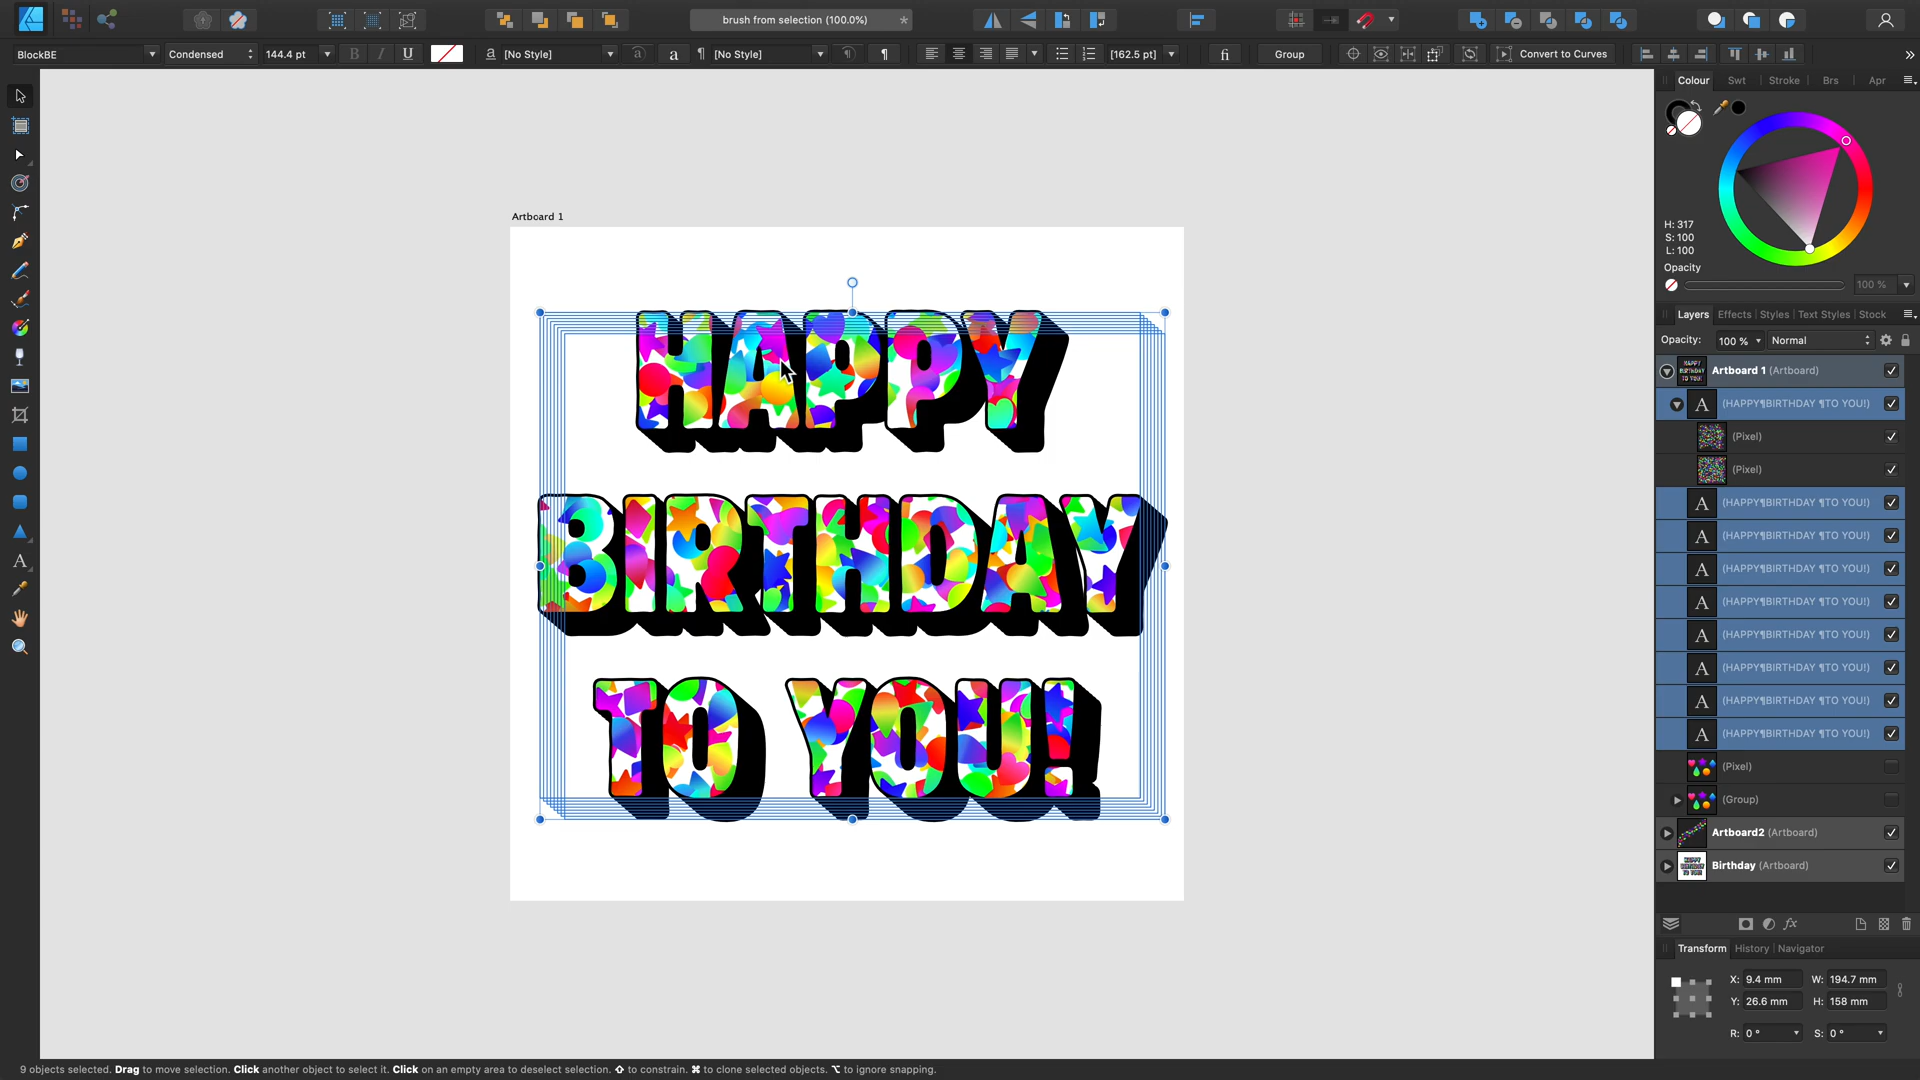 brush from selection (100.0%)
BlockBE
Condensed
144.4 pt
B I U
a [No Style]
a
a
¶ [No Style]
¶
¶
[162.5 pt]
fi
Group
Convert to Curves
Colour Swt Stroke Brs Apr
H: 317
S: 100
L: 100
Opacity
100 %
Layers Effects Styles Text Styles Stock
Opacity: 100 % Normal
Artboard 1 (Artboard)
(HAPPY¶BIRTHDAY ¶TO YOU!)
(Pixel)
(Pixel)
(HAPPY¶BIRTHDAY ¶TO YOU!)
(HAPPY¶BIRTHDAY ¶TO YOU!)
(HAPPY¶BIRTHDAY ¶TO YOU!)
(HAPPY¶BIRTHDAY ¶TO YOU!)
(HAPPY¶BIRTHDAY ¶TO YOU!)
(HAPPY¶BIRTHDAY ¶TO YOU!)
(HAPPY¶BIRTHDAY ¶TO YOU!)
(HAPPY¶BIRTHDAY ¶TO YOU!)
(Pixel)
(Group)
Artboard2 (Artboard)
Birthday (Artboard)
fx
Transform History Navigator
X: 9.4 mm W: 194.7 mm
Y: 26.6 mm H: 158 mm
R: 0 ° S: 0 °
Artboard 1
HAPPY
BIRTHDAY
TO YOU!
9 objects selected. Drag to move selection. Click another object to select it. Click on an empty area to deselect selection. ⇧ to constrain. ⌘ to clone selected objects. ⌥ to ignore snapping.